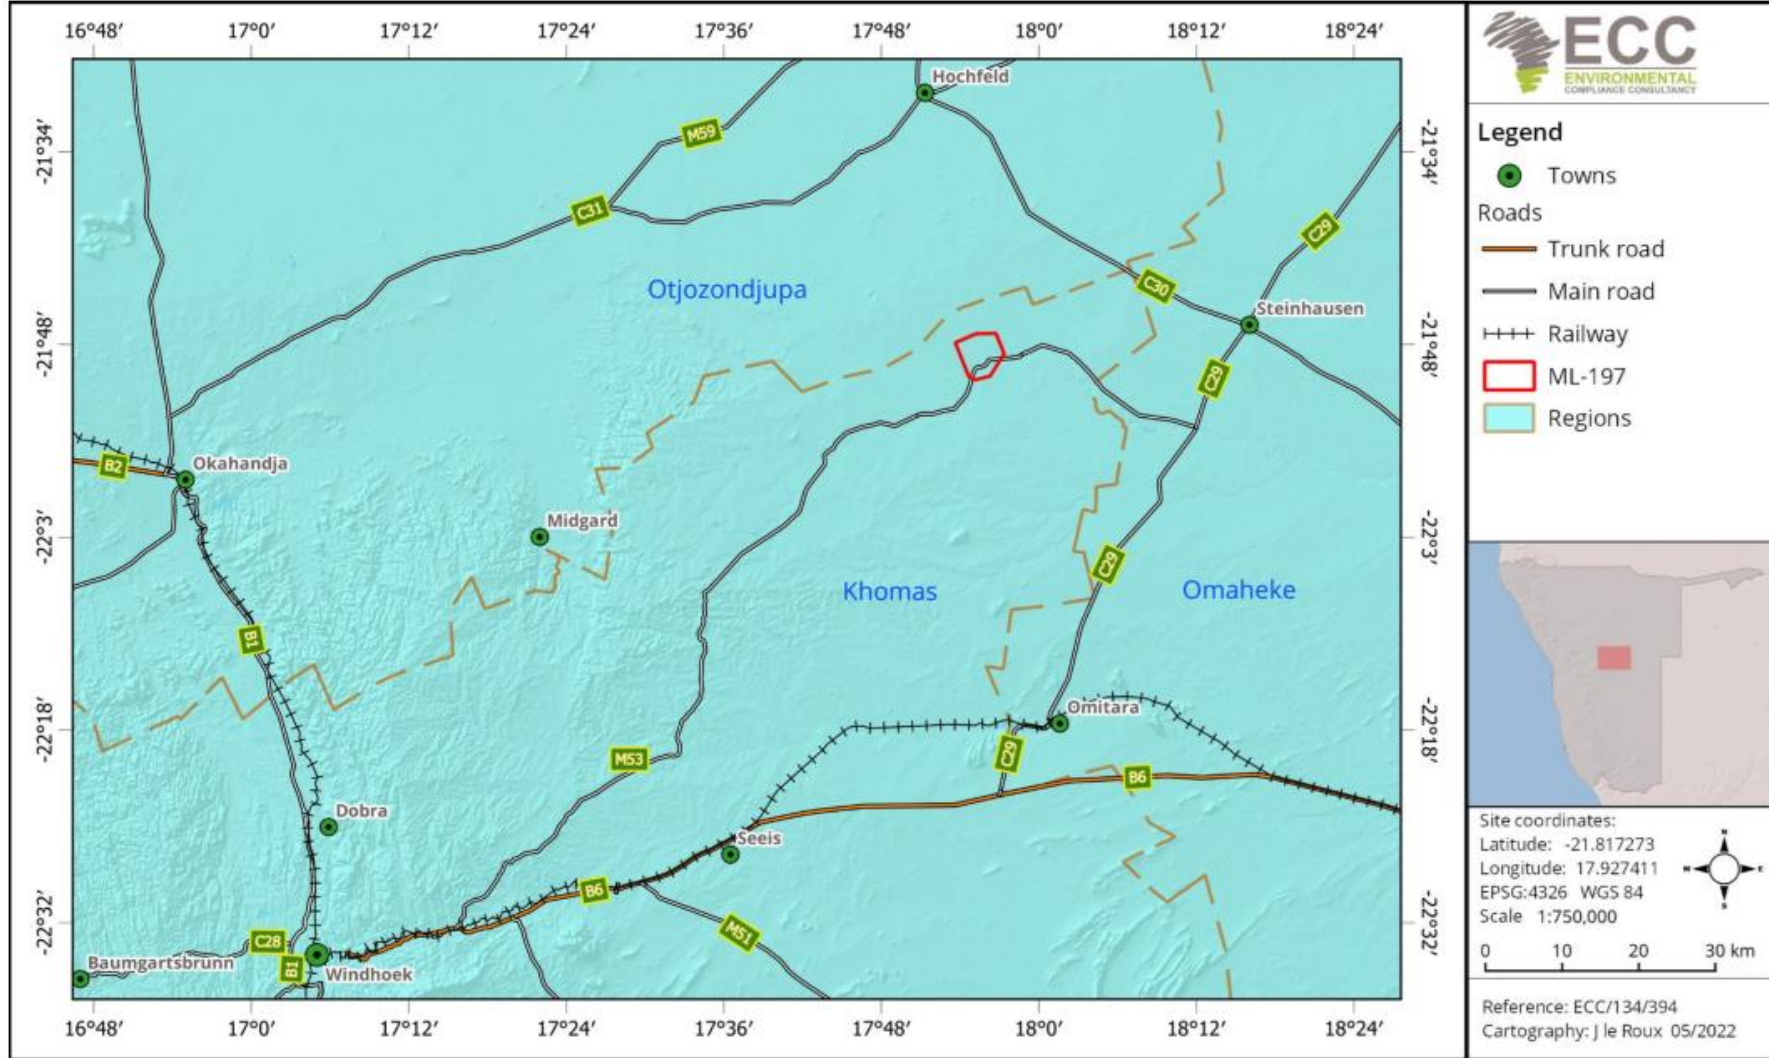 16°48′ 17°0′ 17°12′ 17°24′ 17°36′ 17°48′ 18°0′ 18°12′ 18°24′
Hochfeld
M59
-21°34′ -21°34′
C31
C29
Otjozondjupa
C30
Steinhausen
-21°48′ -21°48′
C29
B2
Okahandja
Midgard
-22°3′ -22°3′
C29
Khomas
Omaheke
B1
Omitara
-22°18′ -22°18′
M53
C29
B6
Dobra
Seeis
B6
-22°32′ -22°32′
M51
C28
Baumgartsbrunn
B1
Windhoek
16°48′ 17°0′ 17°12′ 17°24′ 17°36′ 17°48′ 18°0′ 18°12′ 18°24′
ECC
ENVIRONMENTAL
COMPLIANCE CONSULTANCY
Legend
Towns
Roads
Trunk road
Main road
Railway
ML-197
Regions
Site coordinates:
Latitude: -21.817273
Longitude: 17.927411
EPSG:4326 WGS 84
Scale 1:750,000
N
E
S
0 10 20 30 km
Reference: ECC/134/394
Cartography: J le Roux 05/2022